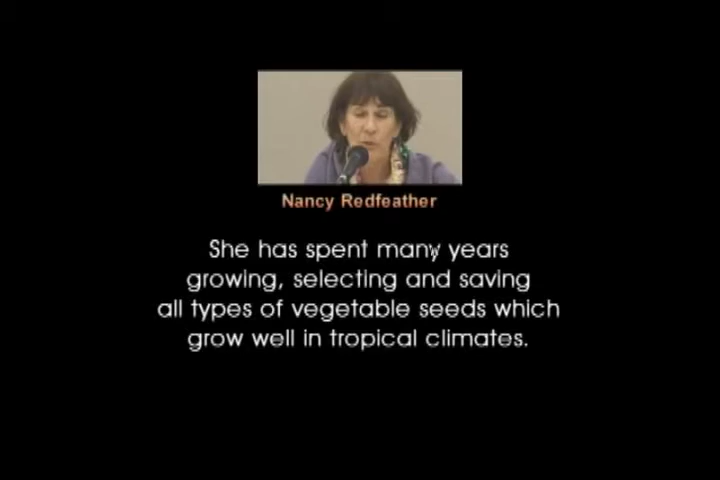 Nancy Redfeather
She has spent many years
growing, selecting and saving
all types of vegetable seeds which
grow well in tropical climates.